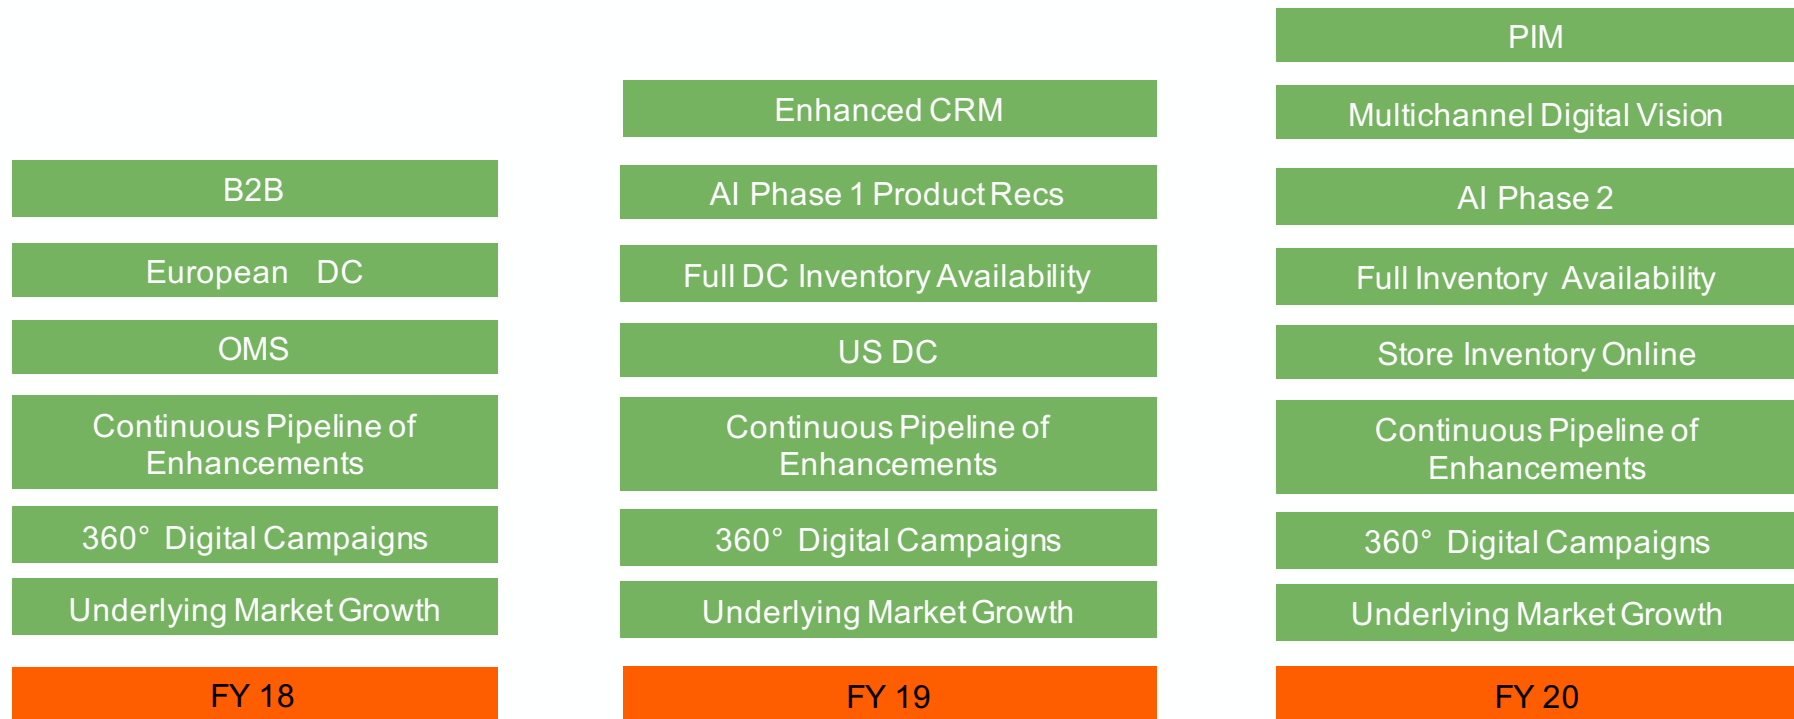 B2B
European DC
OMS
Continuous Pipeline of
Enhancements
360° Digital Campaigns
Underlying Market Growth
FY 18
Enhanced CRM
AI Phase 1 Product Recs
Full DC Inventory Availability
US DC
Continuous Pipeline of
Enhancements
360° Digital Campaigns
Underlying Market Growth
FY 19
PIM
Multichannel Digital Vision
AI Phase 2
Full Inventory Availability
Store Inventory Online
Continuous Pipeline of
Enhancements
360° Digital Campaigns
Underlying Market Growth
FY 20